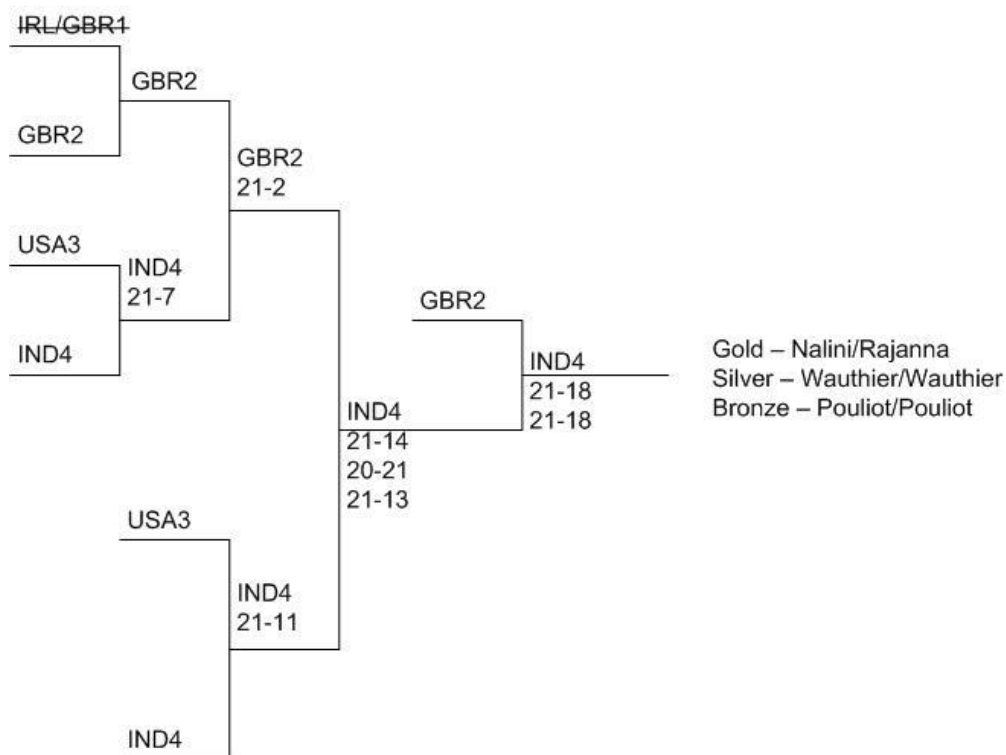 IRL/GBR1
GBR2
GBR2
GBR2
21-2
USA3
IND4
21-7
IND4
GBR2
IND4
21-18
21-18
Gold – Nalini/Rajanna
Silver – Wauthier/Wauthier
Bronze – Pouliot/Pouliot
IND4
21-14
20-21
21-13
USA3
IND4
21-11
IND4